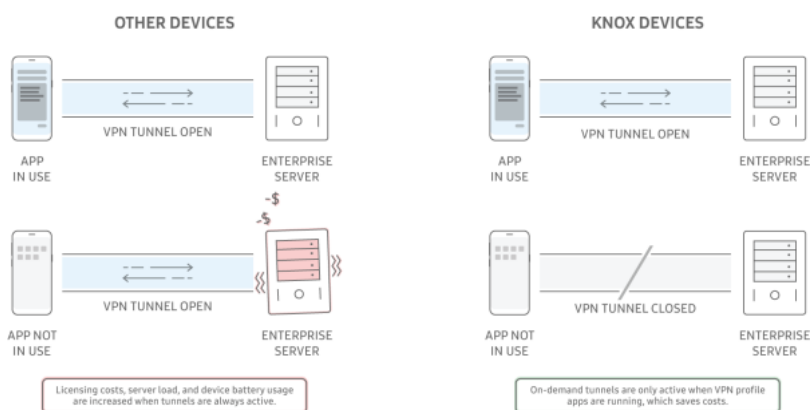 OTHER DEVICES
VPN TUNNEL OPEN
APP
IN USE
ENTERPRISE
SERVER
-$
-$
VPN TUNNEL OPEN
APP NOT
IN USE
ENTERPRISE
SERVER
Licensing costs, server load, and device battery usage
are increased when tunnels are always active.
KNOX DEVICES
VPN TUNNEL OPEN
APP
IN USE
ENTERPRISE
SERVER
VPN TUNNEL CLOSED
APP NOT
IN USE
ENTERPRISE
SERVER
On-demand tunnels are only active when VPN profile
apps are running, which saves costs.